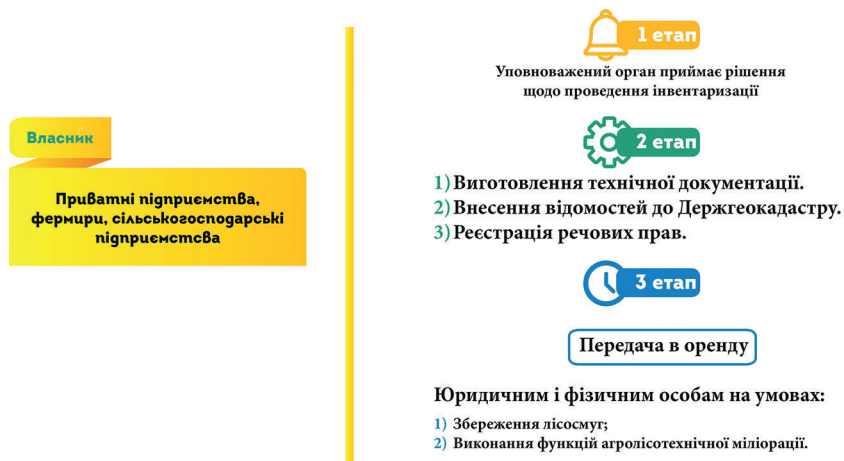 Власник
Приватні підприємства,
фермири, сільськогосподарські
підприємстсва
1 етап
Уповноважений орган приймає рішення
щодо проведення інвентаризації
2 етап
1) Виготовлення технічної документації.
2) Внесення відомостей до Держгеокадастру.
3) Реєстрація речових прав.
3 етап
Передача в оренду
Юридичним і фізичним особам на умовах:
1) Збереження лісосмуг;
2) Виконання функцій агролісотехнічної міліорації.